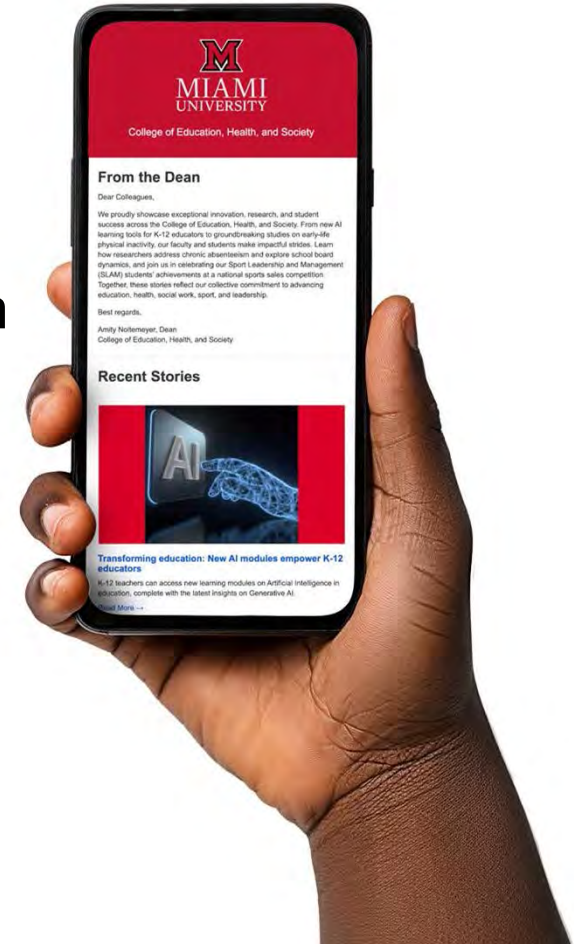 M
MIAMI
UNIVERSITY
College of Education, Health, and Society
From the Dean
Dear Colleagues,
We proudly showcase exceptional innovation, research, and student
success across the College of Education, Health, and Society. From new AI
learning tools for K-12 educators to groundbreaking studies on early-life
physical inactivity, our faculty and students make impactful strides. Learn
how researchers address chronic absenteeism and explore school board
dynamics, and join us in celebrating our Sport Leadership and Management
(SLAM) students' achievements at a national sports sales competition.
Together, these stories reflect our collective commitment to advancing
education, health, social work, sport, and leadership.
Best regards,
Amity Noltemeyer, Dean
College of Education, Health, and Society
Recent Stories
AI
Transforming education: New AI modules empower K-12
educators
K-12 teachers can access new learning modules on Artificial Intelligence in
education, complete with the latest insights on Generative AI.
Read More →